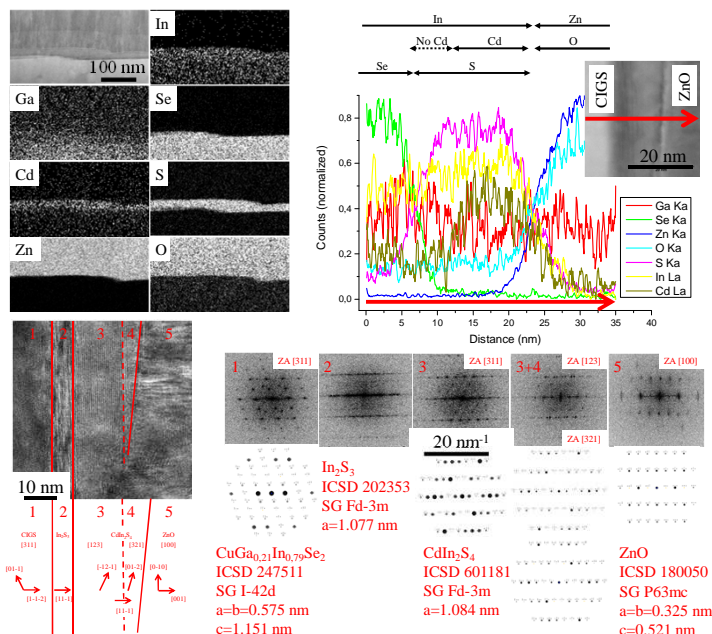 In
100 nm
Ga
Se
Cd
S
Zn
O
In
Zn
No Cd
Cd
O
Se
S
CIGS
ZnO
20 nm
Counts (normalized)
0,8
0,6
0,4
0,2
0,0
0
5
10
15
20
25
30
35
40
Distance (nm)
Ga Ka
Se Ka
Zn Ka
O Ka
S Ka
In La
Cd La
1
2
3
4
5
10 nm
1
2
3
4
5
CIGS
In₂S₃
CdIn₂S₄
ZnO
[311]
[123]
[321]
[100]
[01-1]
[1-1-2]
[11-1]
[-12-1]
[01-2]
[11-1]
[0-10]
[001]
1
ZA [311]
2
3
ZA [311]
3+4
ZA [123]
5
ZA [100]
ZA [321]
20 nm⁻¹
In₂S₃
ICSD 202353
SG Fd-3m
a=1.077 nm
CuGa₀.₂₁In₀.₇₉Se₂
ICSD 247511
SG I-42d
a=b=0.575 nm
c=1.151 nm
CdIn₂S₄
ICSD 601181
SG Fd-3m
a=1.084 nm
ZnO
ICSD 180050
SG P63mc
a=b=0.325 nm
c=0.521 nm